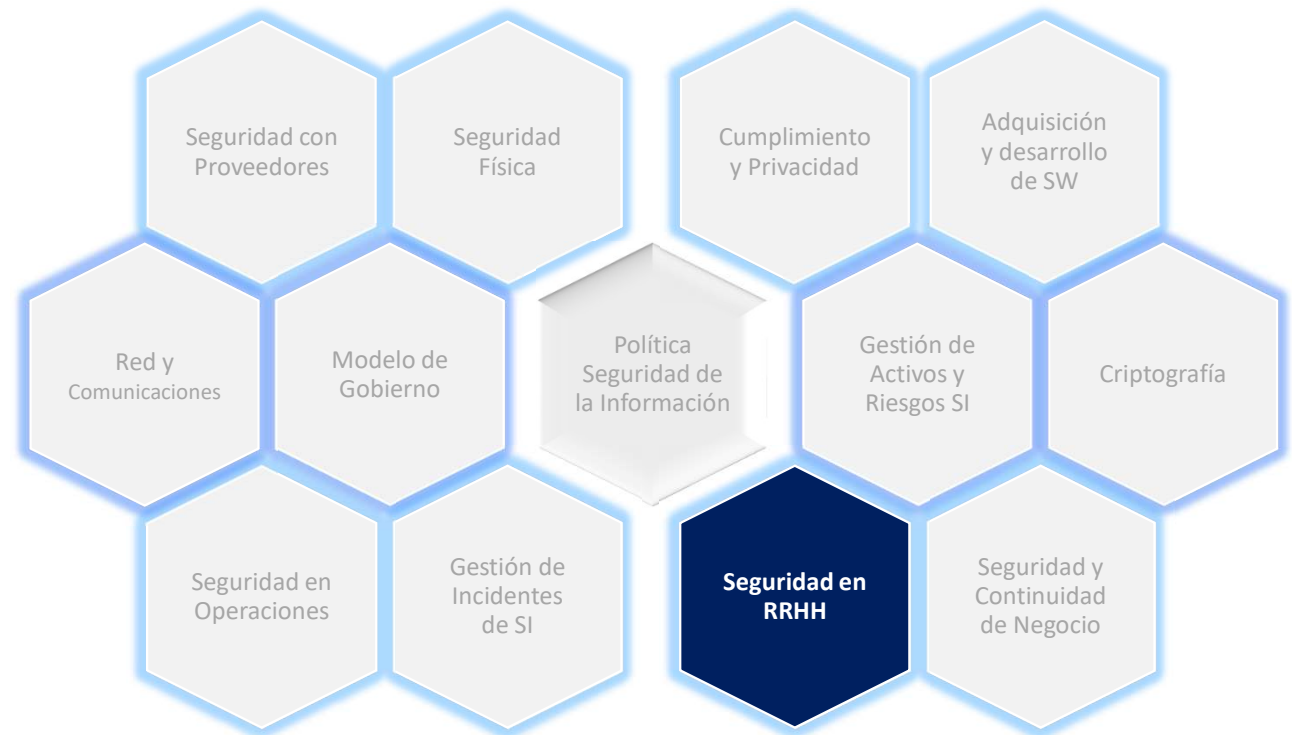 Seguridad con
Proveedores
Seguridad
Física
Cumplimiento
y Privacidad
Adquisición
y desarrollo
de SW
Red y
Comunicaciones
Modelo de
Gobierno
Política
Seguridad de
la Información
Gestión de
Activos y
Riesgos SI
Criptografía
Seguridad en
Operaciones
Gestión de
Incidentes
de SI
Seguridad en
RRHH
Seguridad y
Continuidad
de Negocio